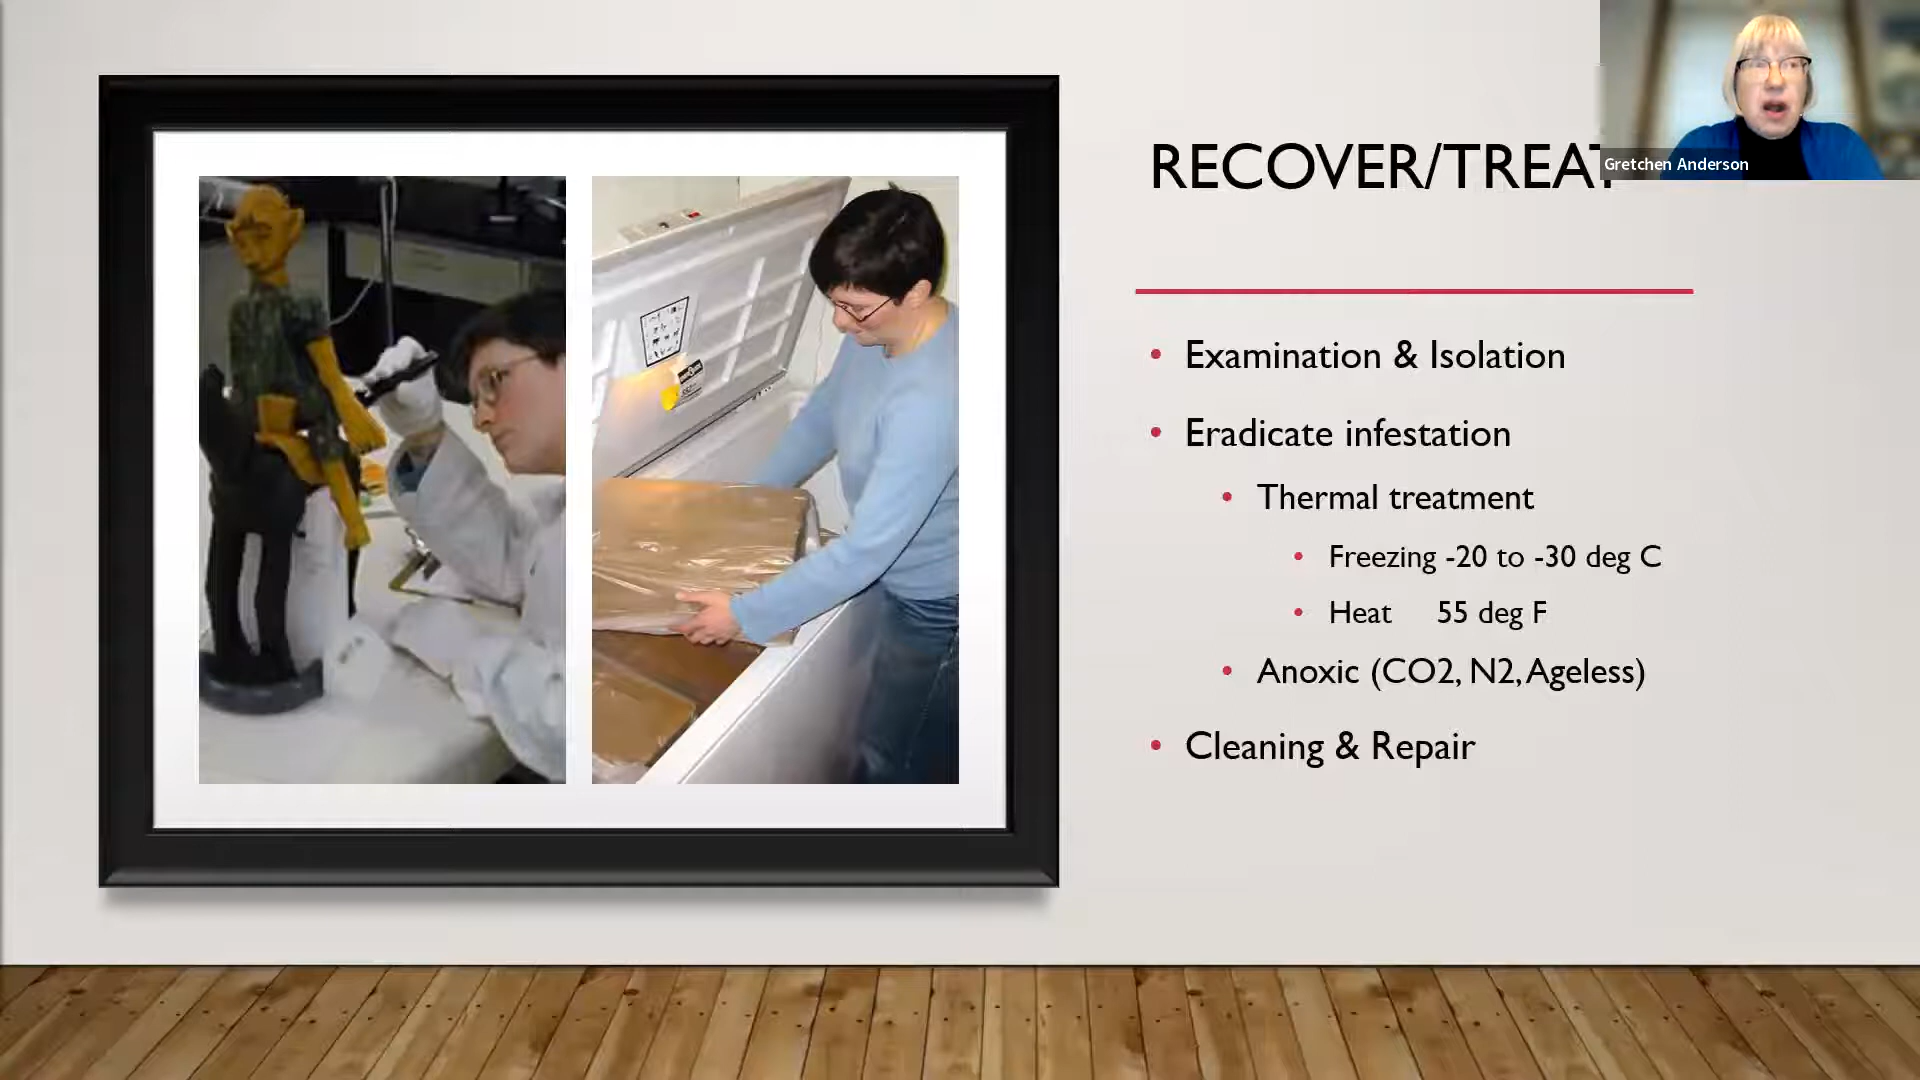 RECOVER/TREAT
Gretchen Anderson
• Examination & Isolation
• Eradicate infestation
• Thermal treatment
• Freezing -20 to -30 deg C
• Heat 55 deg F
• Anoxic (CO2, N2, Ageless)
• Cleaning & Repair